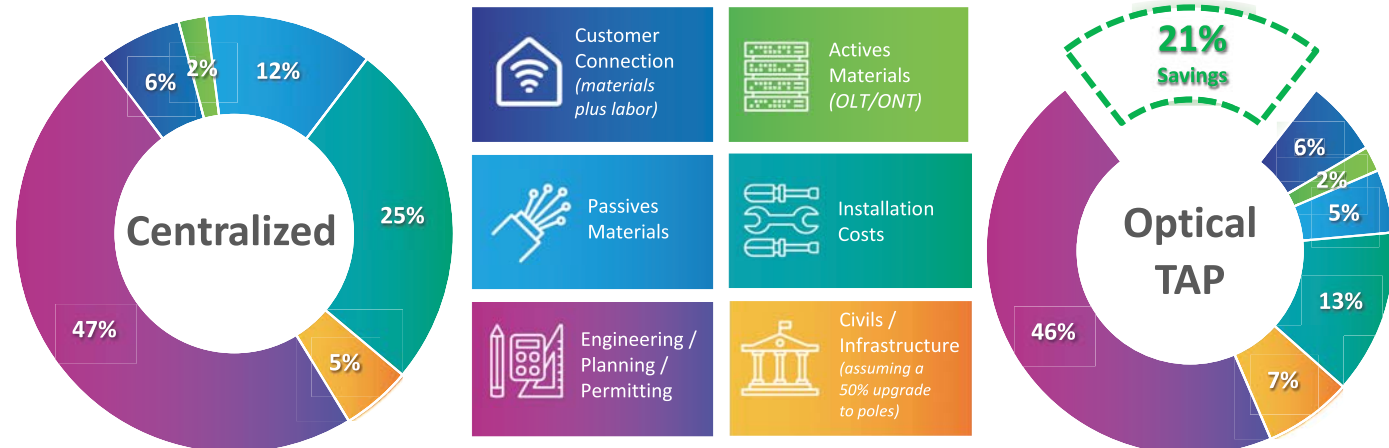 6%
2%
12%
25%
Centralized
47%
5%
Customer
Connection
(materials
plus labor)
Actives
Materials
(OLT/ONT)
Passives
Materials
Installation
Costs
Engineering /
Planning /
Permitting
Civils /
Infrastructure
(assuming a
50% upgrade
to poles)
21%
Savings
6%
2%
5%
Optical
TAP
13%
46%
7%